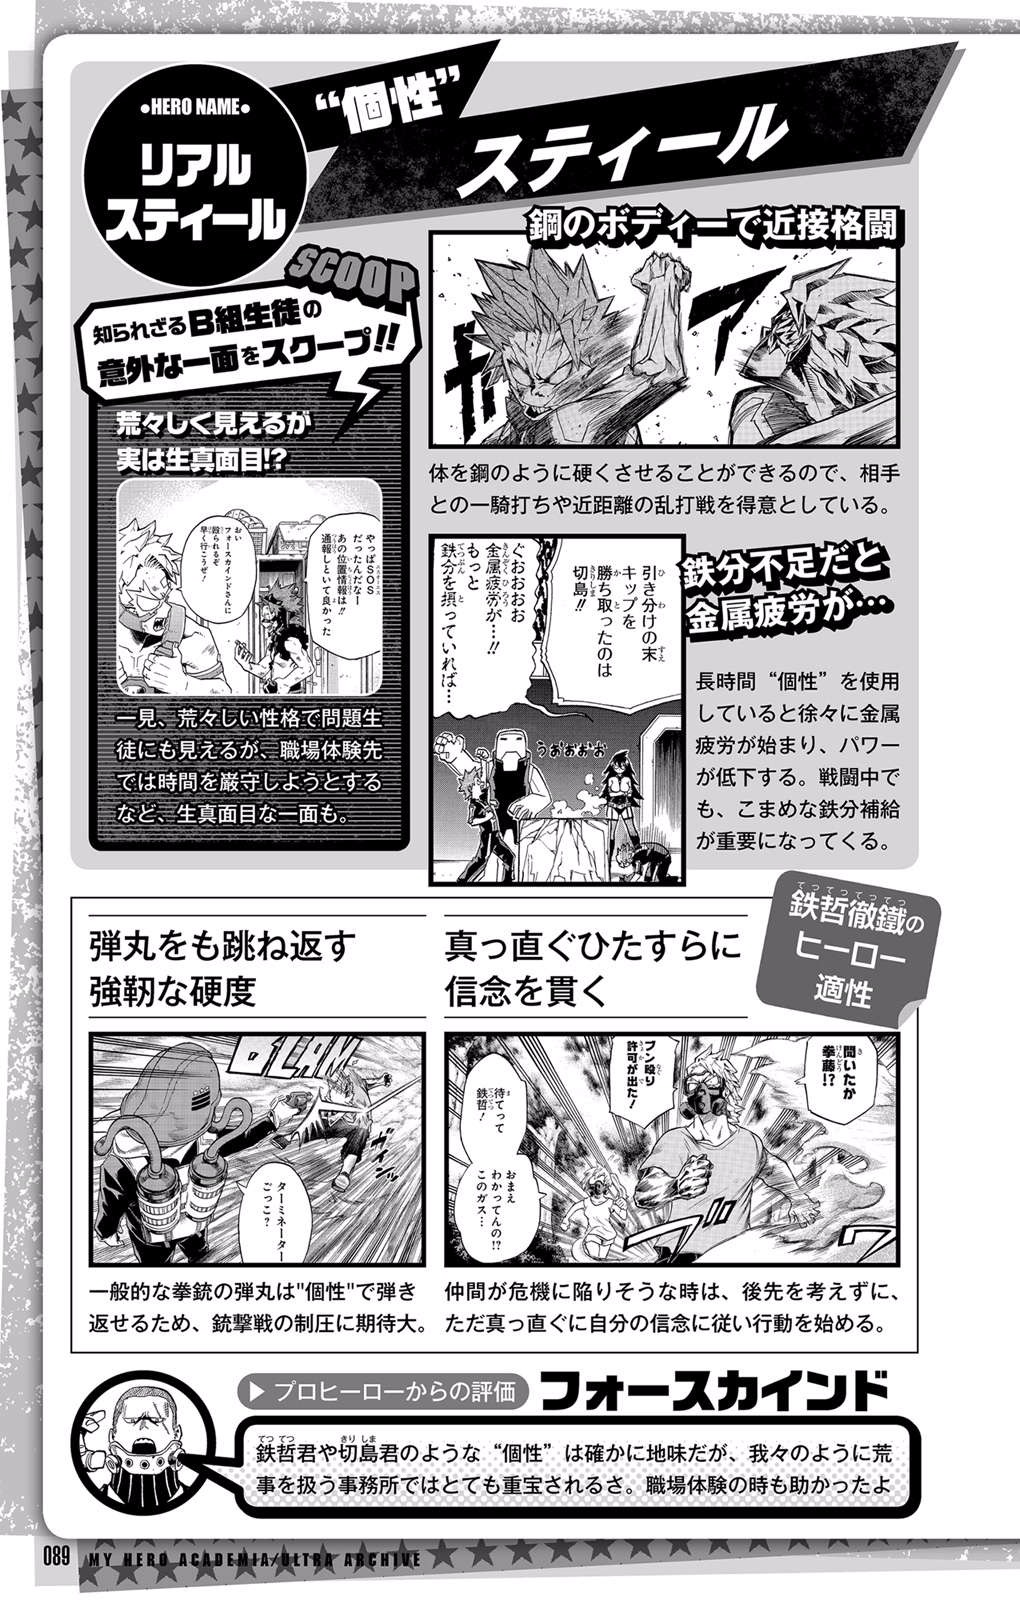 ●HERO NAME●
リアル
スティール
“個性”
スティール
SCOOP
知られざるB組生徒の
意外な一面をスクープ!!
荒々しく見えるが
実は生真面目!?
やっぱSOS
だったんだなー
あの位置情報は!!
通報しといて良かった
おい
フォースカインドさんに
殴られるぞ
早く行こうぜ!
一見、荒々しい性格で問題生
徒にも見えるが、職場体験先
では時間を厳守しようとする
など、生真面目な一面も。
鋼のボディーで近接格闘
体を鋼のように硬くさせることができるので、相手
との一騎打ちや近距離の乱打戦を得意としている。
鉄分不足だと
金属疲労が…
引き分けの末
キップを
勝ち取ったのは
切島!!
ぐおおおお
金属疲労が…!!
もっと
鉄分を摂っていれば…
うおぉぉぉ
長時間“個性”を使用
していると徐々に金属
疲労が始まり、パワー
が低下する。戦闘中で
も、こまめな鉄分補給
が重要になってくる。
鉄哲徹鐵の
てつてつてつてつ
ヒーロー
適性
弾丸をも跳ね返す
強靭な硬度
BLAM
ターミネーター
ごっこ?
一般的な拳銃の弾丸は"個性"で弾き
返せるため、銃撃戦の制圧に期待大。
真っ直ぐひたすらに
信念を貫く
聞いたか
拳藤!?
ブン殴り
許可が出た!
待てって
鉄哲!
おまえ
わかってんの!?
このガス…
仲間が危機に陥りそうな時は、後先を考えずに、
ただ真っ直ぐに自分の信念に従い行動を始める。
▶プロヒーローからの評価
フォースカインド
鉄哲君や切島君のような“個性”は確かに地味だが、我々のように荒
事を扱う事務所ではとても重宝されるさ。職場体験の時も助かったよ
089 MY HERO ACADEMIA/ULTRA ARCHIVE